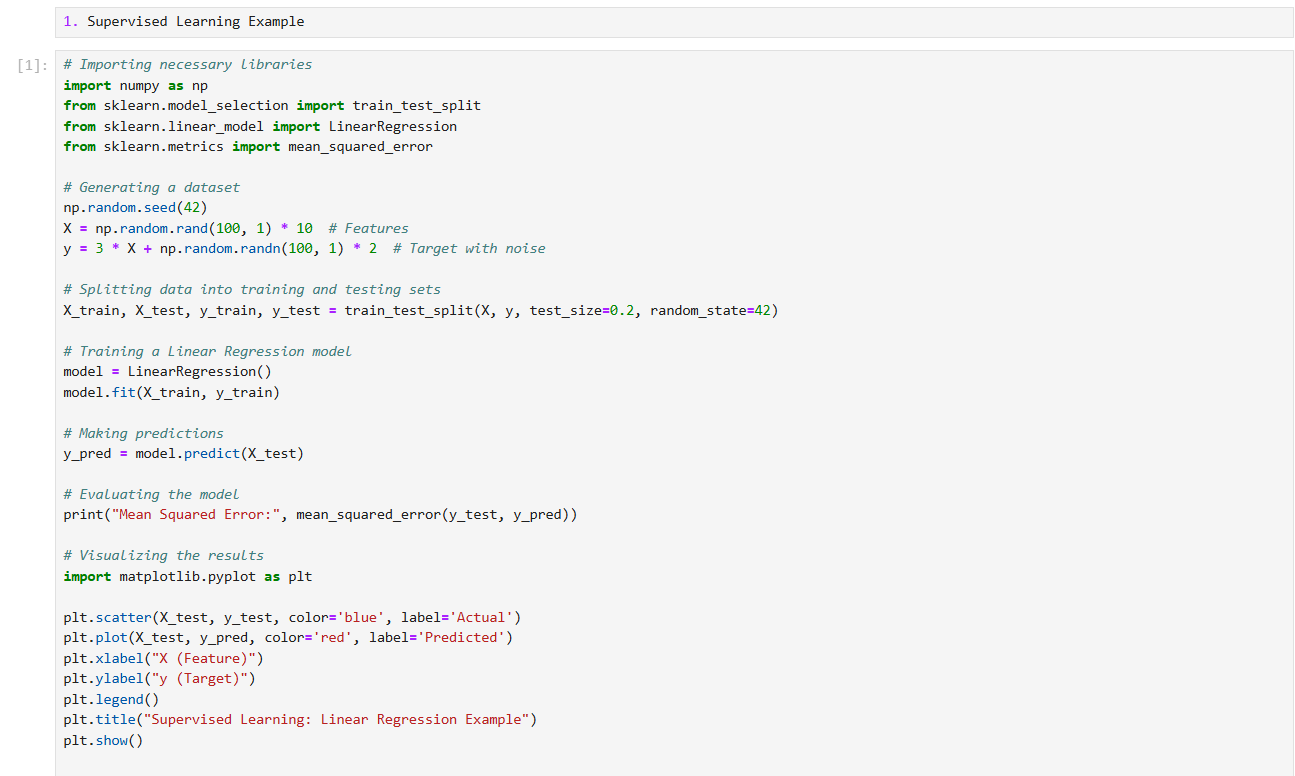 1. Supervised Learning Example
[1]:
# Importing necessary libraries
import numpy as np
from sklearn.model_selection import train_test_split
from sklearn.linear_model import LinearRegression
from sklearn.metrics import mean_squared_error
# Generating a dataset
np.random.seed(42)
X = np.random.rand(100, 1) * 10  # Features
y = 3 * X + np.random.randn(100, 1) * 2  # Target with noise
# Splitting data into training and testing sets
X_train, X_test, y_train, y_test = train_test_split(X, y, test_size=0.2, random_state=42)
# Training a Linear Regression model
model = LinearRegression()
model.fit(X_train, y_train)
# Making predictions
y_pred = model.predict(X_test)
# Evaluating the model
print("Mean Squared Error:", mean_squared_error(y_test, y_pred))
# Visualizing the results
import matplotlib.pyplot as plt
plt.scatter(X_test, y_test, color='blue', label='Actual')
plt.plot(X_test, y_pred, color='red', label='Predicted')
plt.xlabel("X (Feature)")
plt.ylabel("y (Target)")
plt.legend()
plt.title("Supervised Learning: Linear Regression Example")
plt.show()